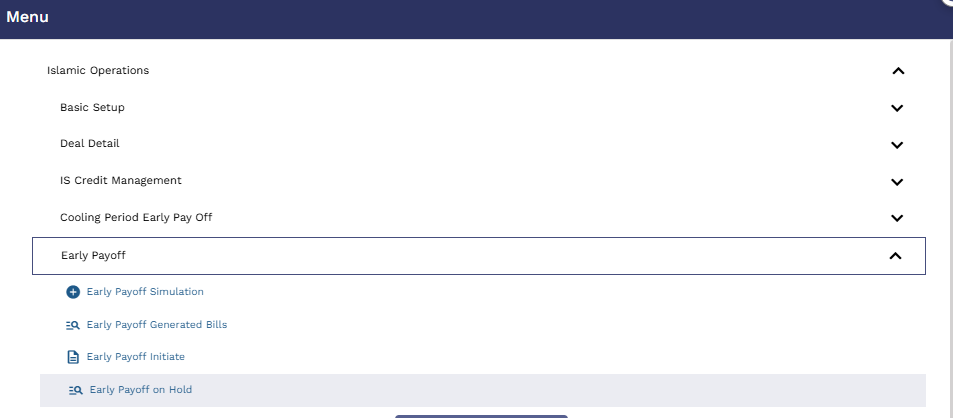 Menu
Islamic Operations
Basic Setup
Deal Detail
IS Credit Management
Cooling Period Early Pay Off
Early Payoff
Early Payoff Simulation
Early Payoff Generated Bills
Early Payoff Initiate
Early Payoff on Hold